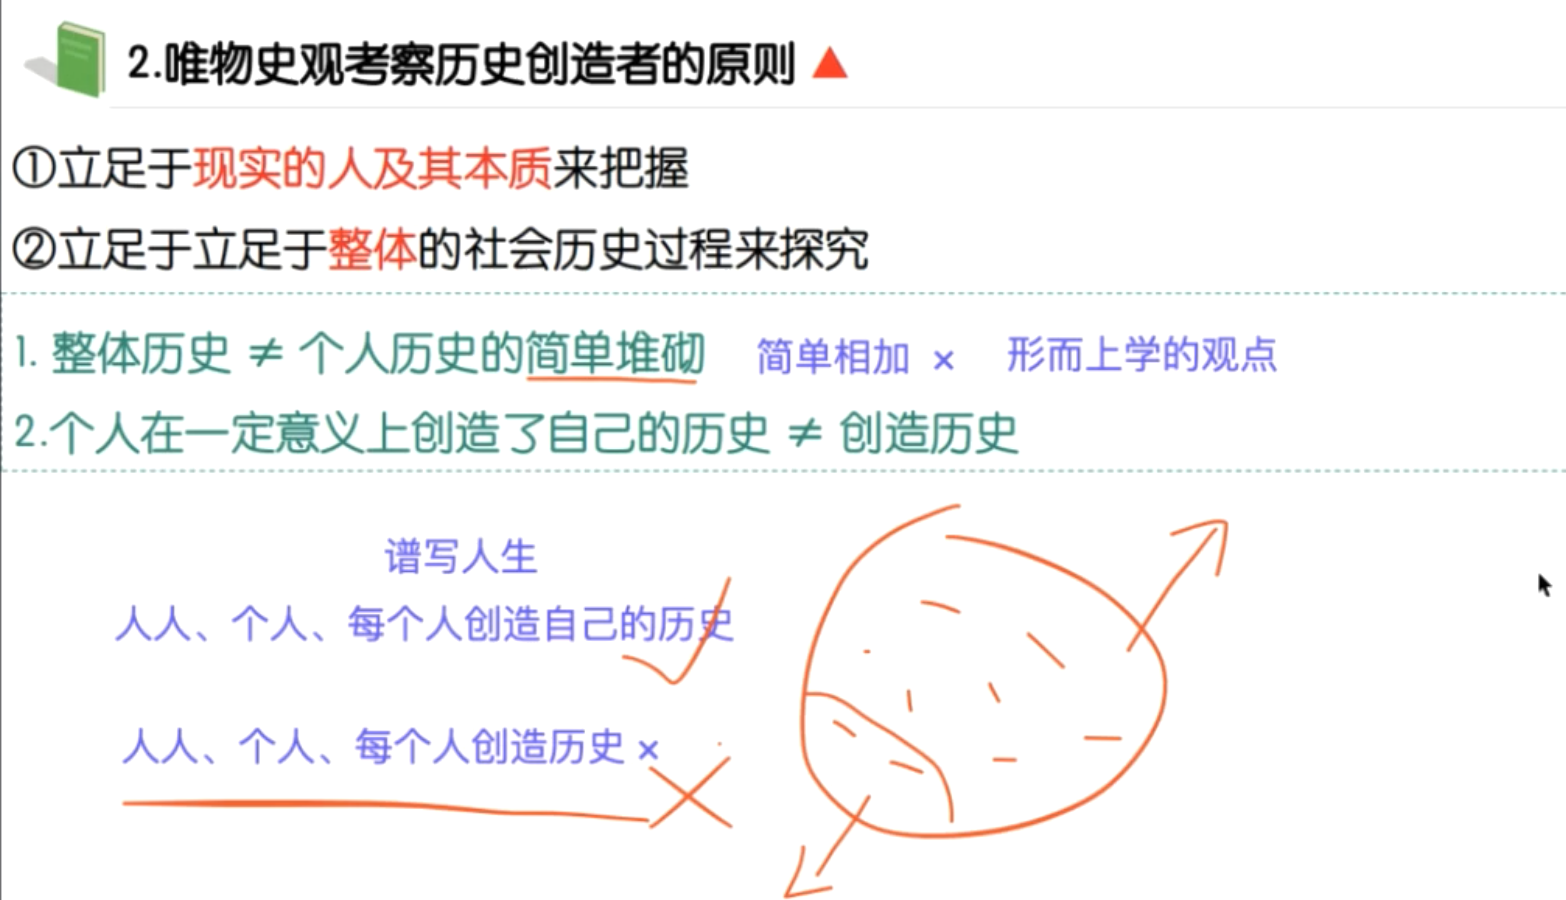 2.唯物史观考察历史创造者的原则
①立足于现实的人及其本质来把握
②立足于立足于整体的社会历史过程来探究
1. 整体历史 ≠ 个人历史的简单堆砌 简单相加 × 形而上学的观点
2.个人在一定意义上创造了自己的历史 ≠ 创造历史
谱写人生
人人、个人、每个人创造自己的历史
人人、个人、每个人创造历史 ×